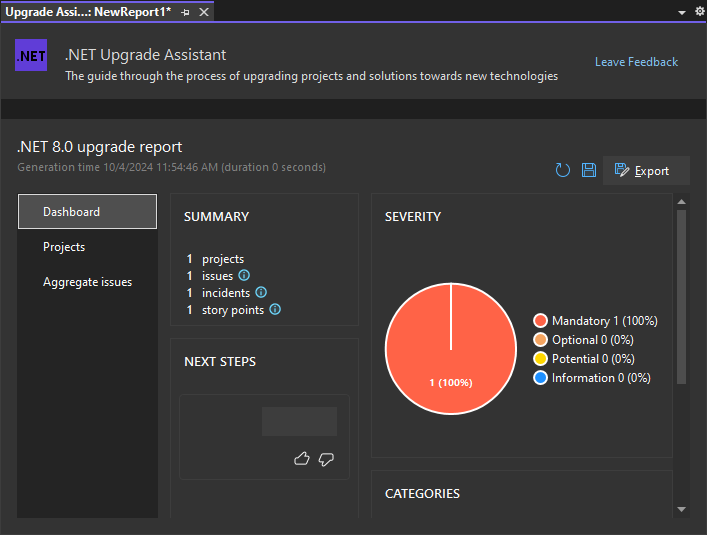 Upgrade Assi...: NewReport1*
.NET
.NET Upgrade Assistant
The guide through the process of upgrading projects and solutions towards new technologies
Leave Feedback
.NET 8.0 upgrade report
Generation time 10/4/2024 11:54:46 AM (duration 0 seconds)
Export
Dashboard
Projects
Aggregate issues
SUMMARY
1 projects
1 issues
1 incidents
1 story points
NEXT STEPS
SEVERITY
1 (100%)
Mandatory 1 (100%)
Optional 0 (0%)
Potential 0 (0%)
Information 0 (0%)
CATEGORIES